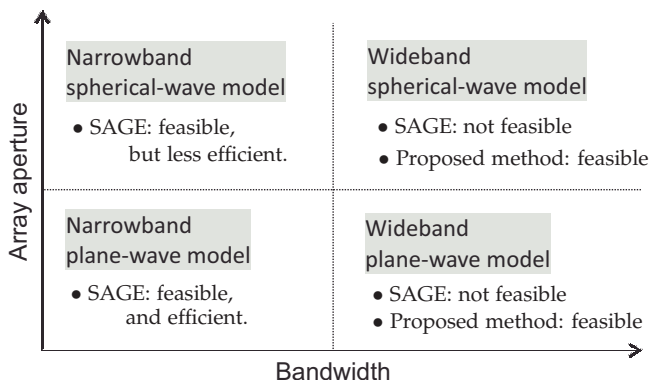 Array aperture
Narrowband
spherical-wave model
• SAGE: feasible,
but less efficient.
Wideband
spherical-wave model
• SAGE: not feasible
• Proposed method: feasible
Narrowband
plane-wave model
• SAGE: feasible,
and efficient.
Wideband
plane-wave model
• SAGE: not feasible
• Proposed method: feasible
Bandwidth